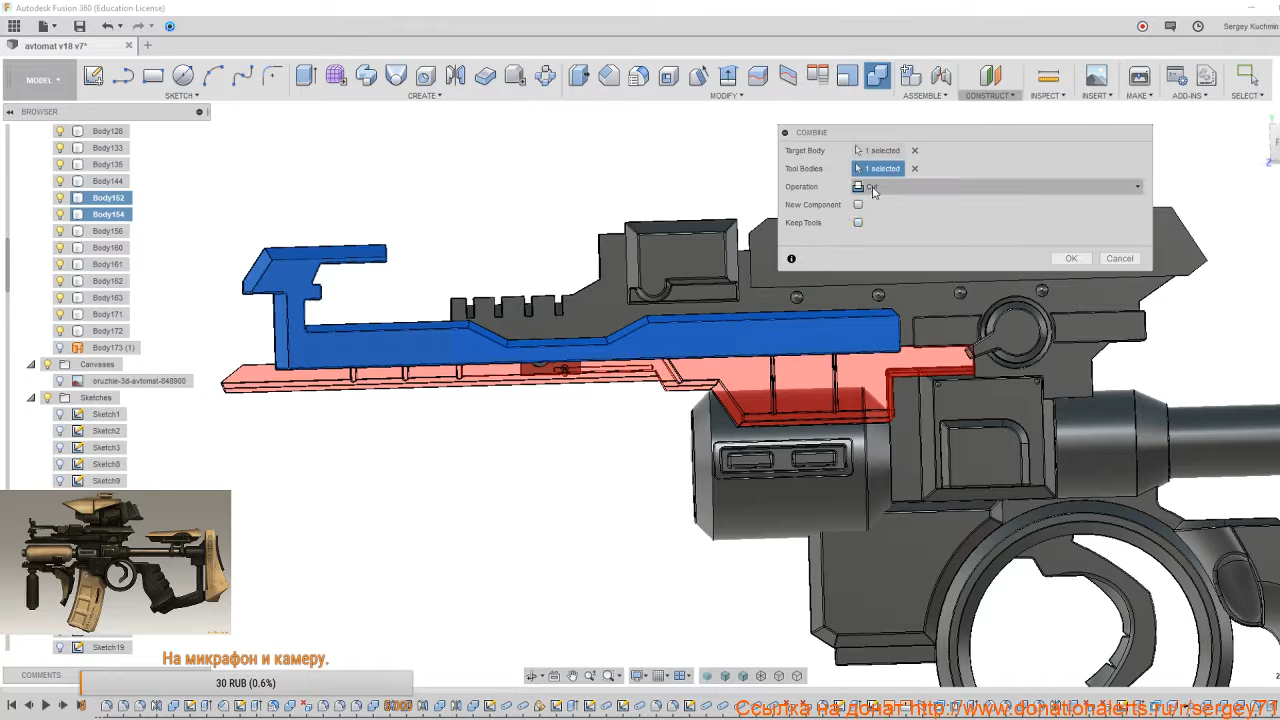 Autodesk Fusion 360 (Education License)
Sergey Kuchmin
avtomat v18 v7*
MODEL
SKETCH
CREATE
MODIFY
ASSEMBLE
CONSTRUCT
INSPECT
INSERT
MAKE
ADD-INS
SELECT
BROWSER
Body128
Body133
Body135
Body144
Body152
Body154
Body156
Body160
Body161
Body162
Body163
Body171
Body172
Body173 (1)
Canvases
oruzhie-3d-avtomat-848900
Sketches
Sketch1
Sketch2
Sketch3
Sketch8
Sketch9
Sketch19
COMBINE
Target Body 1 selected
Tool Bodies 1 selected
Operation Cut
New Component
Keep Tools
OK Cancel
На микрофон и камеру.
COMMENTS
30 RUB (0.6%)
Ссылка на донат http://www.donationalerts.ru/r/sergey75